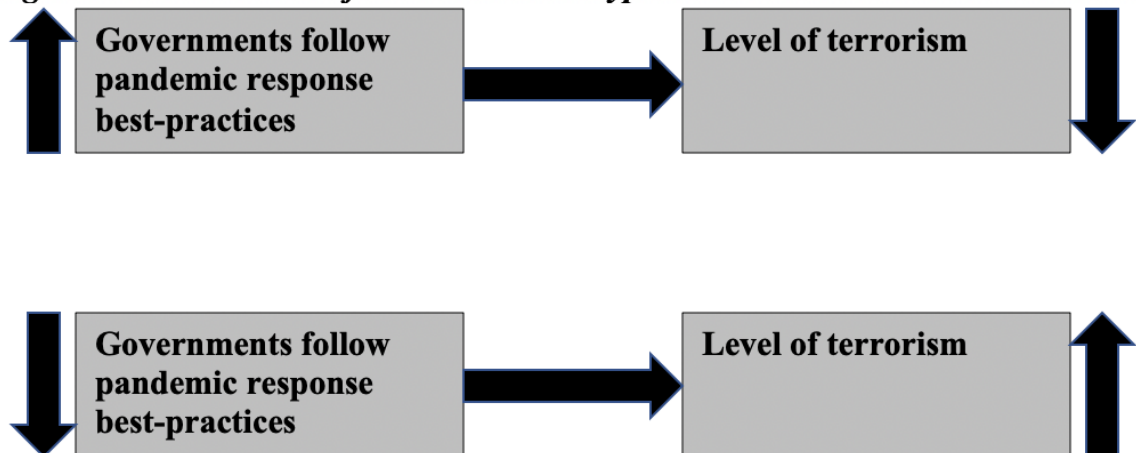 Governments follow
pandemic response
best-practices
Level of terrorism
Governments follow
pandemic response
best-practices
Level of terrorism